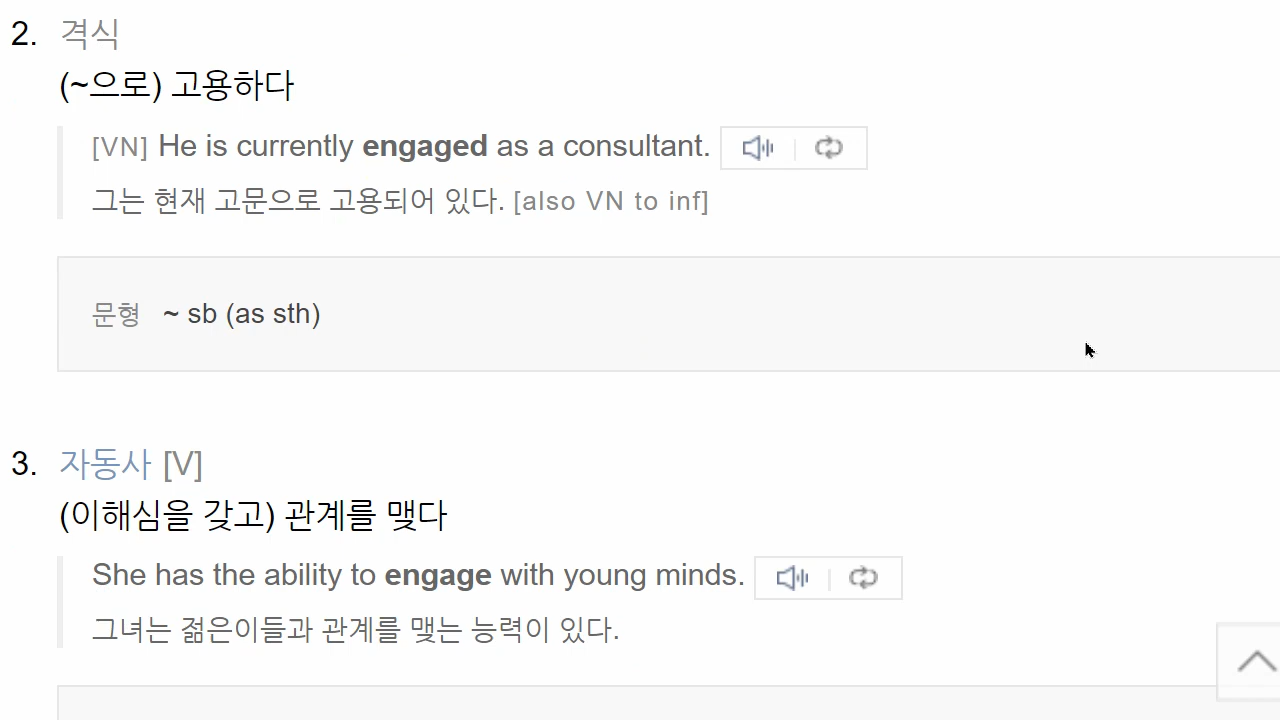 2. 격식
(~으로) 고용하다
[VN] He is currently engaged as a consultant.
그는 현재 고문으로 고용되어 있다. [also VN to inf]
문형 ~ sb (as sth)
3. 자동사 [V]
(이해심을 갖고) 관계를 맺다
She has the ability to engage with young minds.
그녀는 젊은이들과 관계를 맺는 능력이 있다.